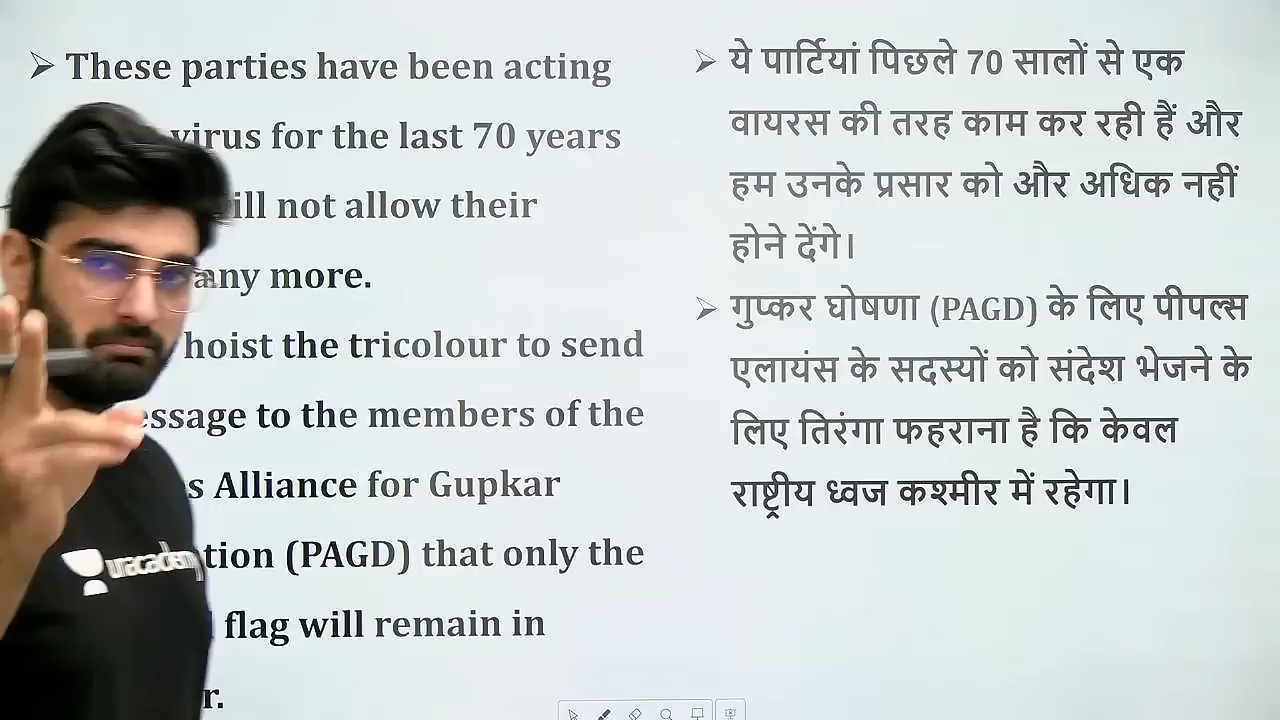 These parties have been acting
virus for the last 70 years
ill not allow their
any more.
hoist the tricolour to send
essage to the members of the
s Alliance for Gupkar
tion (PAGD) that only the
flag will remain in
r.
ये पार्टियां पिछले 70 सालों से एक
वायरस की तरह काम कर रही हैं और
हम उनके प्रसार को और अधिक नहीं
होने देंगे।
गुप्कर घोषणा (PAGD) के लिए पीपल्स
एलायंस के सदस्यों को संदेश भेजने के
लिए तिरंगा फहराना है कि केवल
राष्ट्रीय ध्वज कश्मीर में रहेगा।
unacademy